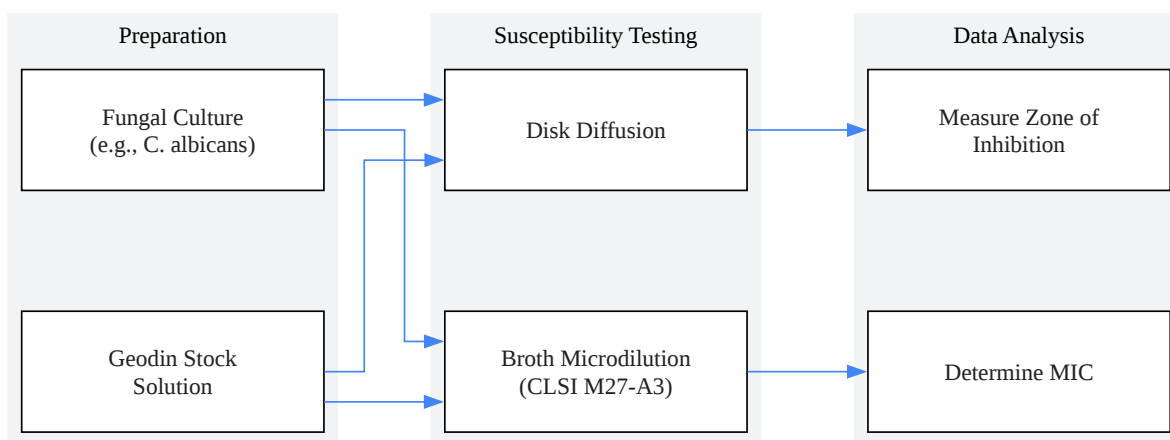 Preparation
Susceptibility Testing
Data Analysis
Fungal Culture
(e.g., C. albicans)
Disk Diffusion
Measure Zone of
Inhibition
Geodin Stock
Solution
Broth Microdilution
(CLSI M27-A3)
Determine MIC